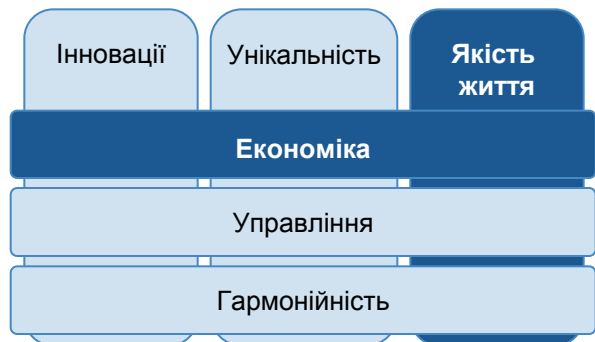 Інновації
Унікальність
Якість
життя
Економіка
Управління
Гармонійність